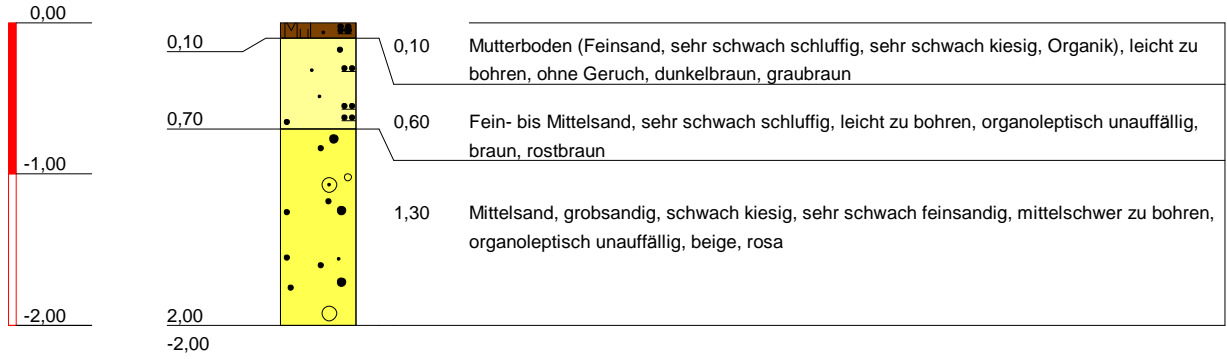 0,00
Mu
0,10
0,10 Mutterboden (Feinsand, sehr schwach schluffig, sehr schwach kiesig, Organik), leicht zu
bohren, ohne Geruch, dunkelbraun, graubraun
0,70
0,60 Fein- bis Mittelsand, sehr schwach schluffig, leicht zu bohren, organoleptisch unauffällig,
braun, rostbraun
-1,00
1,30 Mittelsand, grobsandig, schwach kiesig, sehr schwach feinsandig, mittelschwer zu bohren,
organoleptisch unauffällig, beige, rosa
-2,00
2,00
-2,00